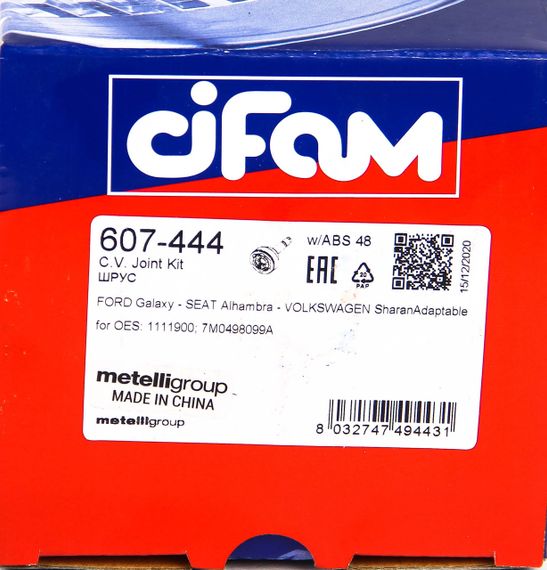 cifam
607-444
w/ABS 48
C.V. Joint Kit
ШРУС
EAC
20
PAP
15/12/2020
FORD Galaxy - SEAT Alhambra - VOLKSWAGEN SharanAdaptable
for OES: 1111900; 7M0498099A
metelligroup
MADE IN CHINA
metelligroup
8 032747 494431